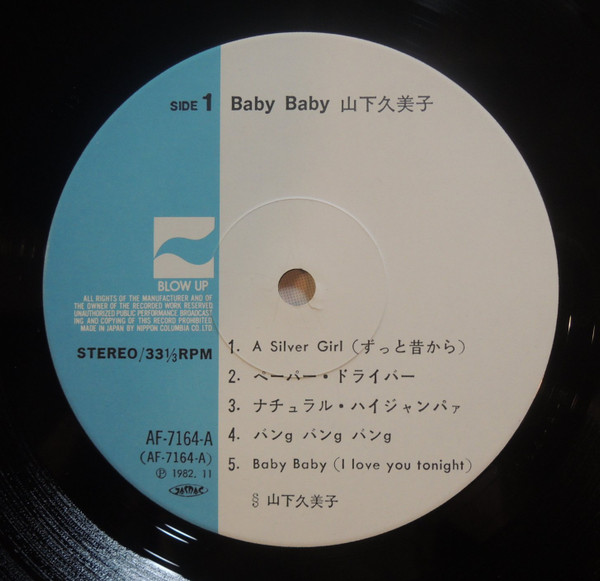 SIDE 1
Baby Baby 山下久美子
BLOW UP
ALL RIGHTS OF THE MANUFACTURER AND OF
THE OWNER OF THE RECORDED WORK RESERVED
UNAUTHORIZED PUBLIC PERFORMANCE BROADCAST
ING AND COPYING OF THIS RECORD PROHIBITED
MADE IN JAPAN BY NIPPON COLUMBIA CO. LTD.
STEREO/33 1/3 RPM
AF-7164-A
(AF-7164-A)
Ⓟ 1982. 11
JASRAC
1. A Silver Girl (ずっと昔から)
2. ペーパー・ドライバー
3. ナチュラル・ハイジャンパァ
4. バンg バンg バンg
5. Baby Baby (I love you tonight)
山下久美子